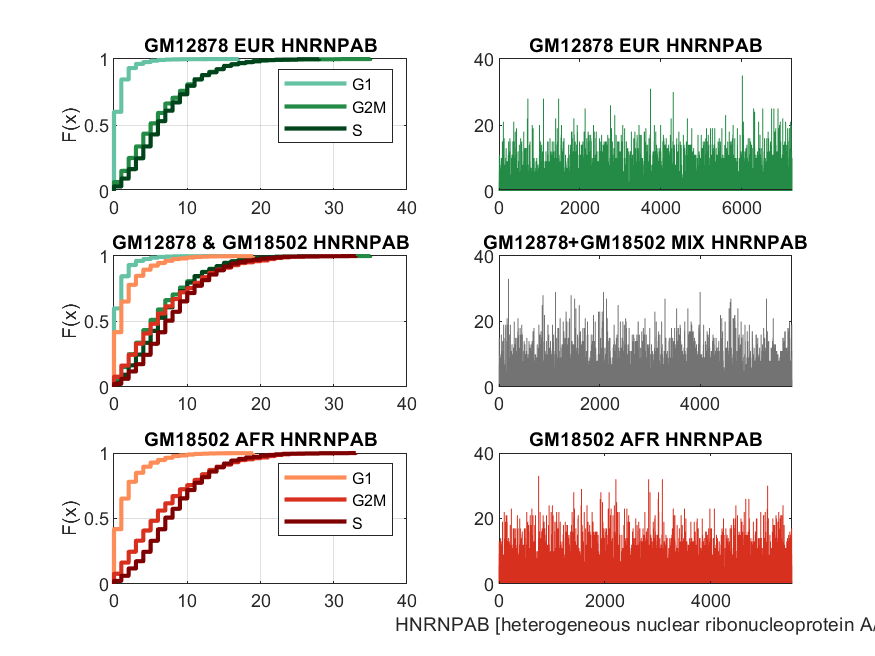 GM12878 EUR HNRNPAB
F(x)
1
0.5
0
0 10 20 30 40
G1
G2M
S
GM12878 EUR HNRNPAB
40
20
0
0 2000 4000 6000
GM12878 & GM18502 HNRNPAB
F(x)
1
0.5
0
0 10 20 30 40
GM12878+GM18502 MIX HNRNPAB
40
20
0
0 2000 4000
GM18502 AFR HNRNPAB
F(x)
1
0.5
0
0 10 20 30 40
G1
G2M
S
GM18502 AFR HNRNPAB
40
20
0
0 2000 4000
HNRNPAB [heterogeneous nuclear ribonucleoprotein A/